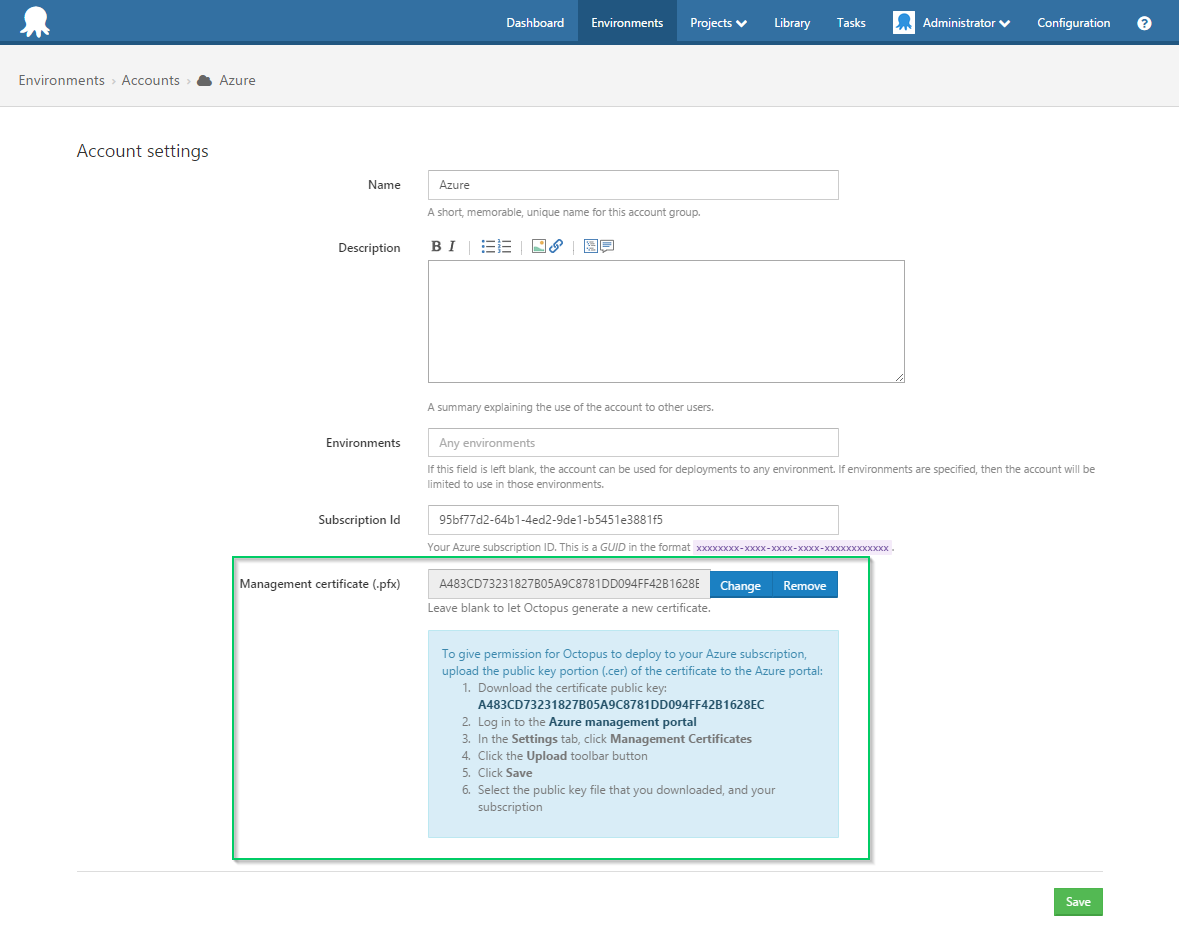 Dashboard Environments Projects Library Tasks Administrator Configuration ?
Environments › Accounts › Azure
Account settings
Name Azure
A short, memorable, unique name for this account group.
Description B I
A summary explaining the use of the account to other users.
Environments Any environments
If this field is left blank, the account can be used for deployments to any environment. If environments are specified, then the account will be
limited to use in those environments.
Subscription Id 95bf77d2-64b1-4ed2-9de1-b5451e3881f5
Your Azure subscription ID. This is a GUID in the format xxxxxxxx-xxxx-xxxx-xxxx-xxxxxxxxxxxx .
Management certificate (.pfx) A483CD73231827B05A9C8781DD094FF42B1628E Change Remove
Leave blank to let Octopus generate a new certificate.
To give permission for Octopus to deploy to your Azure subscription,
upload the public key portion (.cer) of the certificate to the Azure portal:
1. Download the certificate public key:
A483CD73231827B05A9C8781DD094FF42B1628EC
2. Log in to the Azure management portal
3. In the Settings tab, click Management Certificates
4. Click the Upload toolbar button
5. Click Save
6. Select the public key file that you downloaded, and your
subscription
Save